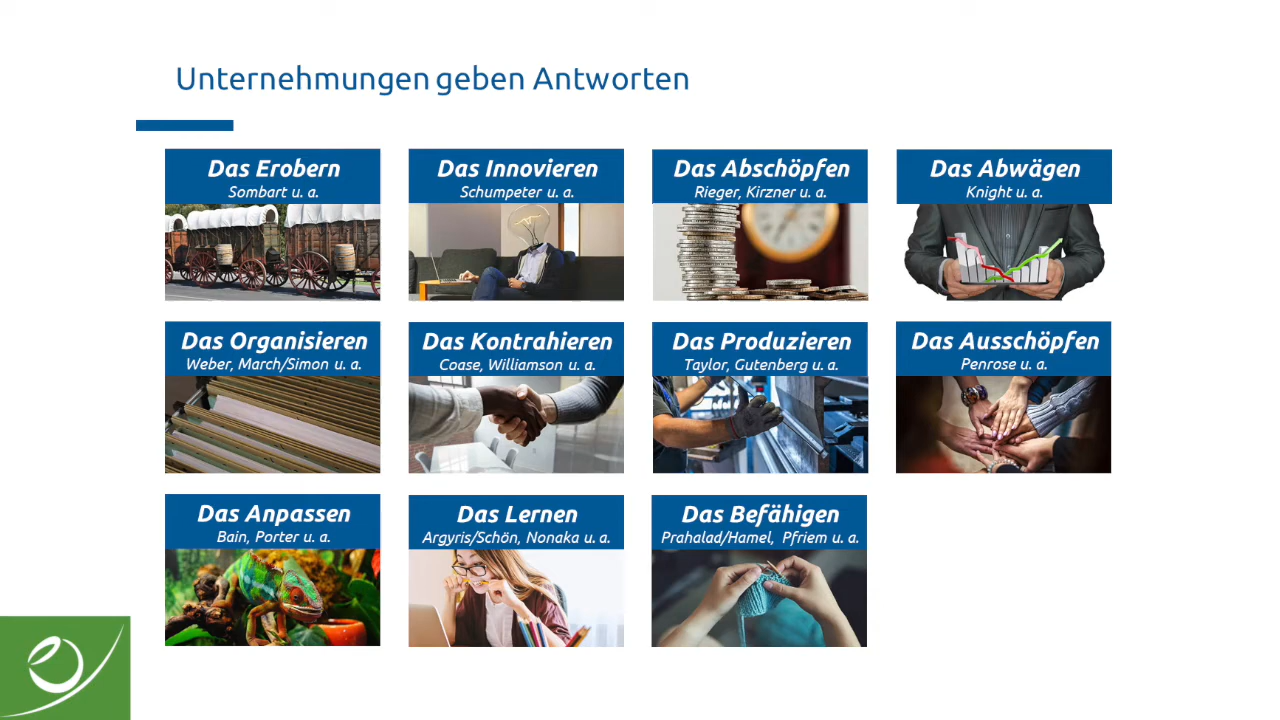 Unternehmungen geben Antworten
Das Erobern
Sombart u. a.
Das Innovieren
Schumpeter u. a.
Das Abschöpfen
Rieger, Kirzner u. a.
Das Abwägen
Knight u. a.
Das Organisieren
Weber, March/Simon u. a.
Das Kontrahieren
Coase, Williamson u. a.
Das Produzieren
Taylor, Gutenberg u. a.
Das Ausschöpfen
Penrose u. a.
Das Anpassen
Bain, Porter u. a.
Das Lernen
Argyris/Schön, Nonaka u. a.
Das Befähigen
Prahalad/Hamel, Pfriem u. a.